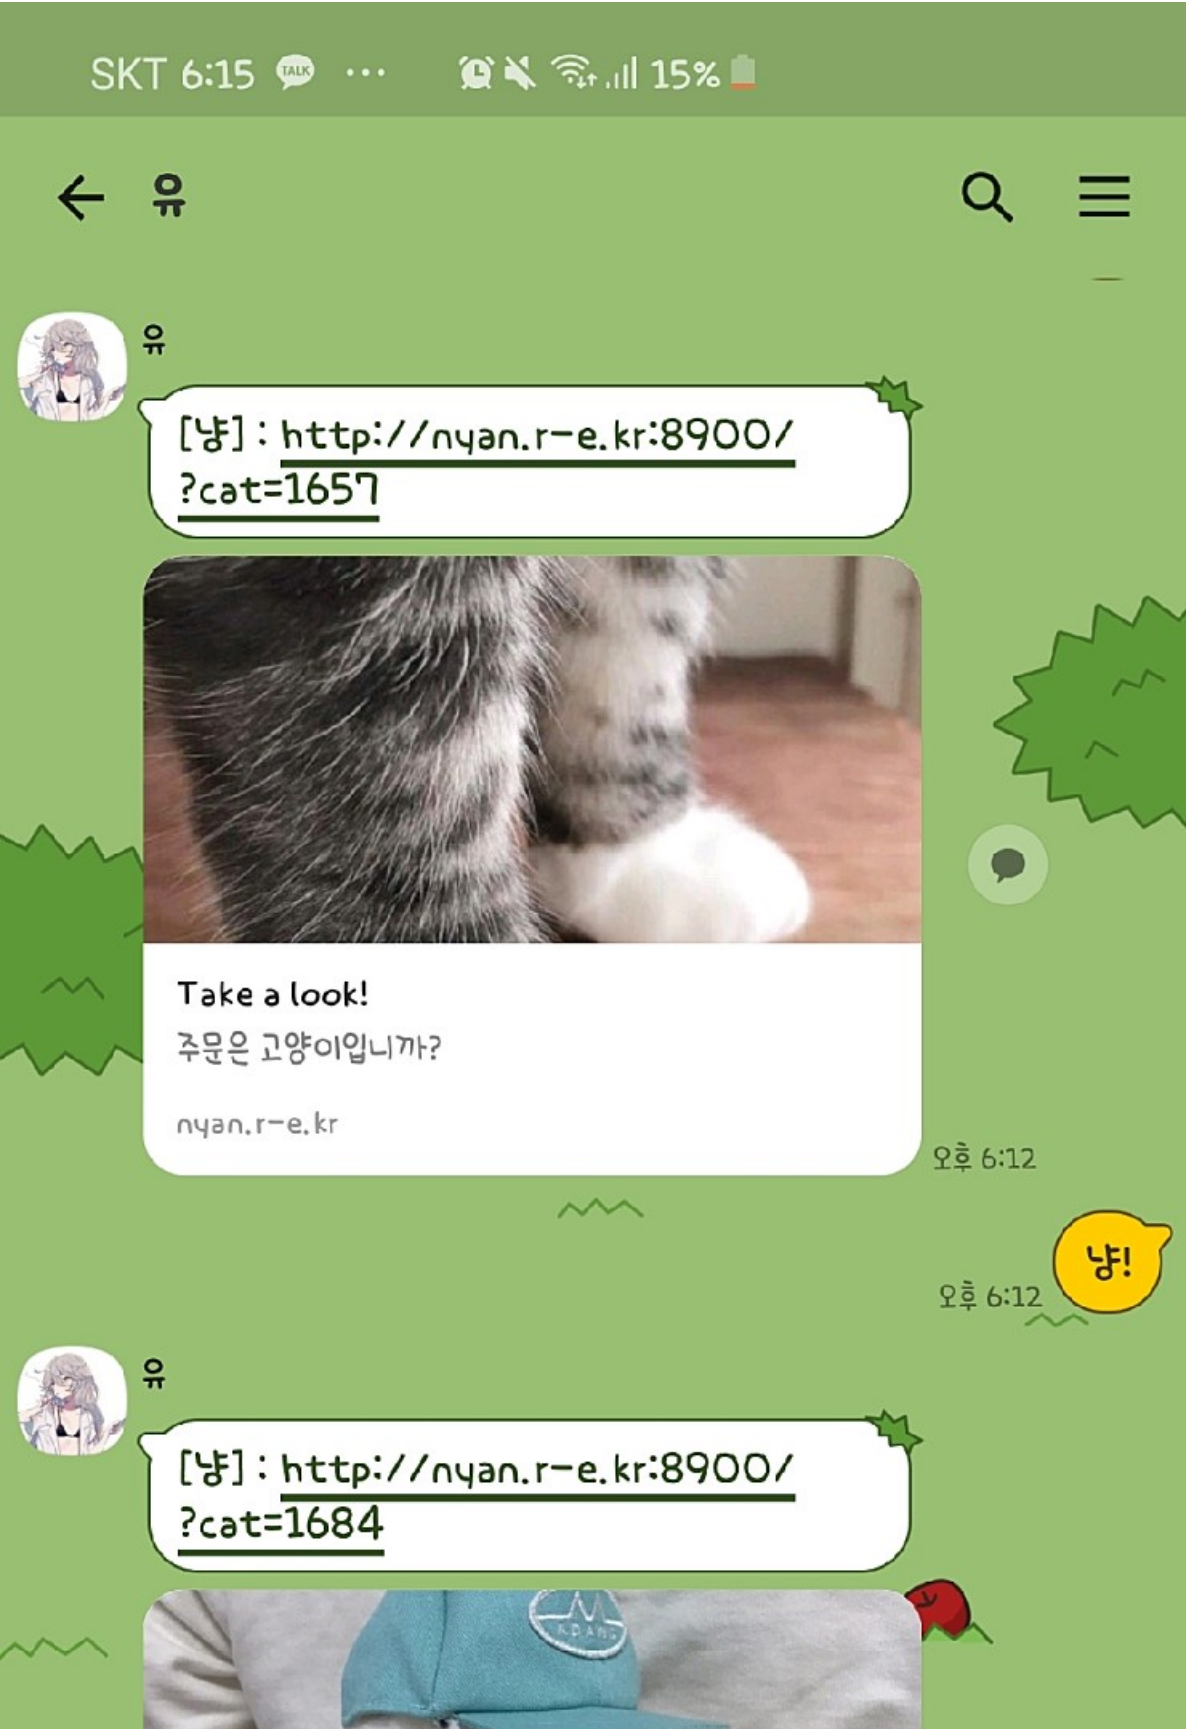 SKT 6:15 TALK ... 15%
유
유
[냥] : http://nyan.r-e.kr:8900/
?cat=1657
Take a look!
주문은 고양이입니까?
nyan.r-e.kr
오후 6:12
냥!
오후 6:12
유
[냥] : http://nyan.r-e.kr:8900/
?cat=1684